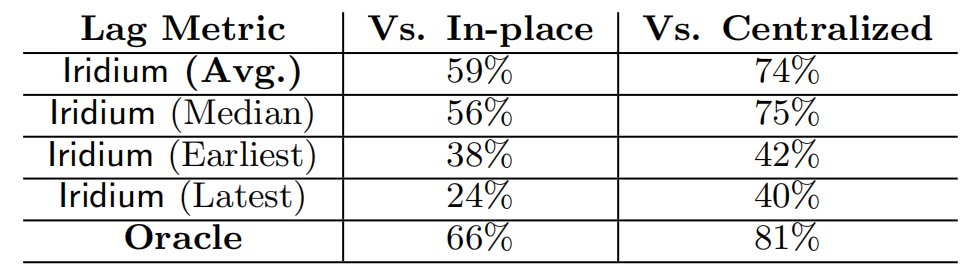 Lag Metric Vs. In-place Vs. Centralized
Iridium (Avg.) 59% 74%
Iridium (Median) 56% 75%
Iridium (Earliest) 38% 42%
Iridium (Latest) 24% 40%
Oracle 66% 81%